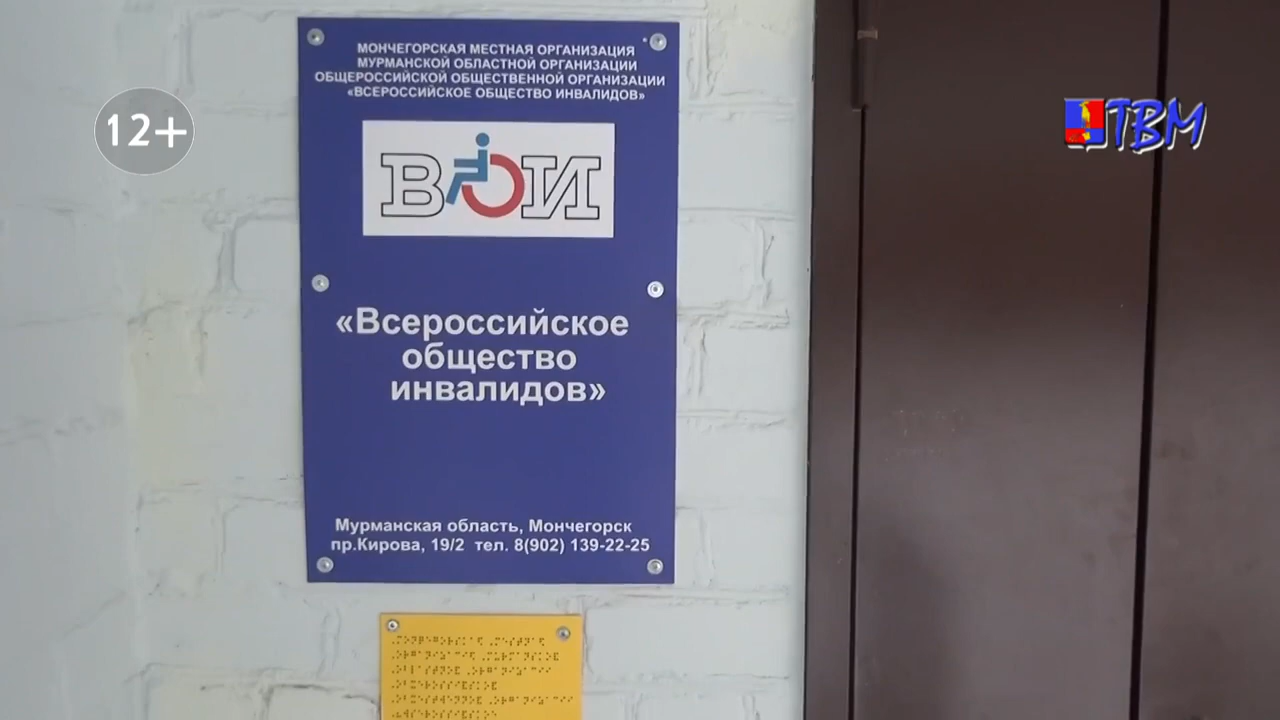 МОНЧЕГОРСКАЯ МЕСТНАЯ ОРГАНИЗАЦИЯ
МУРМАНСКОЙ ОБЛАСТНОЙ ОРГАНИЗАЦИИ
ОБЩЕРОССИЙСКОЙ ОБЩЕСТВЕННОЙ ОРГАНИЗАЦИИ
«ВСЕРОССИЙСКОЕ ОБЩЕСТВО ИНВАЛИДОВ»
12+
ТВМ
ВОИ
«Всероссийское
общество
инвалидов»
Мурманская область, Мончегорск
пр.Кирова, 19/2 тел. 8(902) 139-22-25